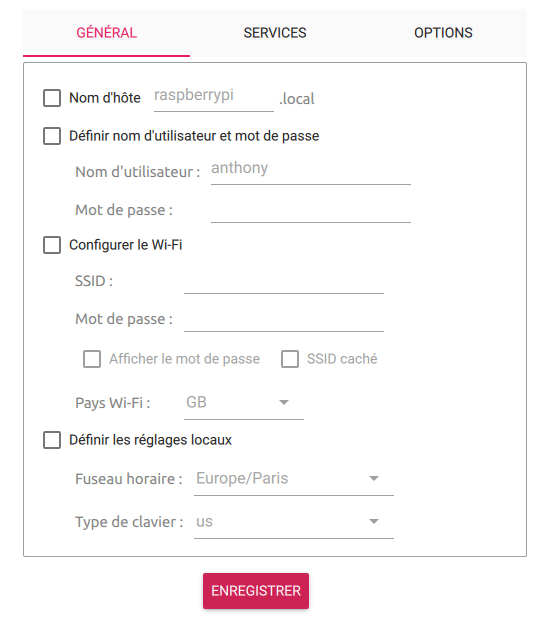 GÉNÉRAL SERVICES OPTIONS
Nom d'hôte raspberrypi .local
Définir nom d'utilisateur et mot de passe
Nom d'utilisateur : anthony
Mot de passe :
Configurer le Wi-Fi
SSID :
Mot de passe :
Afficher le mot de passe SSID caché
Pays Wi-Fi : GB
Définir les réglages locaux
Fuseau horaire : Europe/Paris
Type de clavier : us
ENREGISTRER